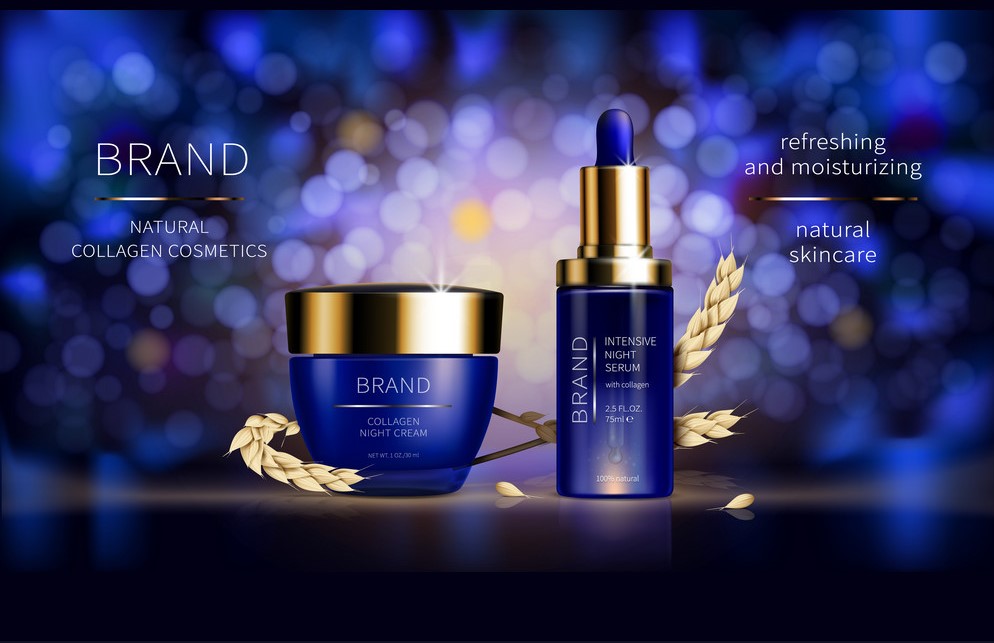 BRAND
NATURAL
COLLAGEN COSMETICS
refreshing
and moisturizing
natural
skincare
BRAND
COLLAGEN
NIGHT CREAM
NET WT. 1 OZ./30 ml
BRAND
INTENSIVE
NIGHT
SERUM
with collagen
2.5 FL.OZ.
75ml ℮
100% natural